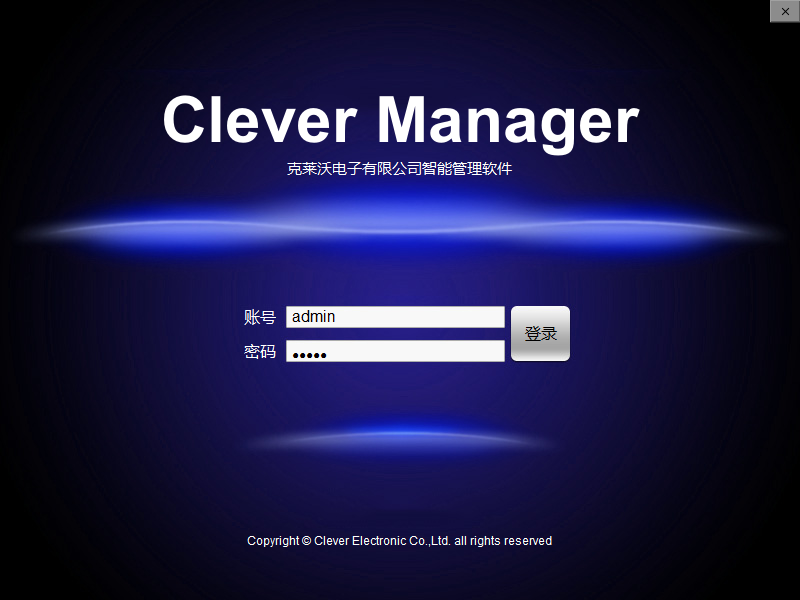 Clever Manager
克莱沃电子有限公司智能管理软件
账号 admin
密码 ●●●●●
登录
Copyright © Clever Electronic Co.,Ltd. all rights reserved